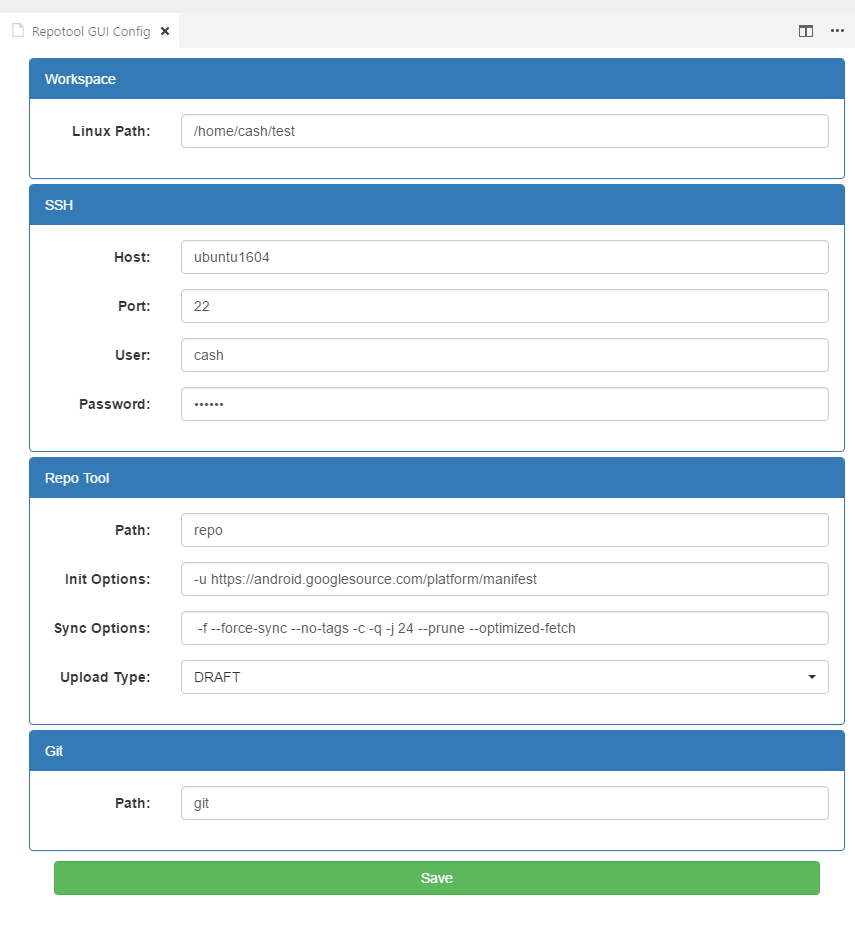 Repotool GUI Config
Workspace
Linux Path: /home/cash/test
SSH
Host: ubuntu1604
Port: 22
User: cash
Password: ••••••
Repo Tool
Path: repo
Init Options: -u https://android.googlesource.com/platform/manifest
Sync Options: -f --force-sync --no-tags -c -q -j 24 --prune --optimized-fetch
Upload Type: DRAFT
Git
Path: git
Save